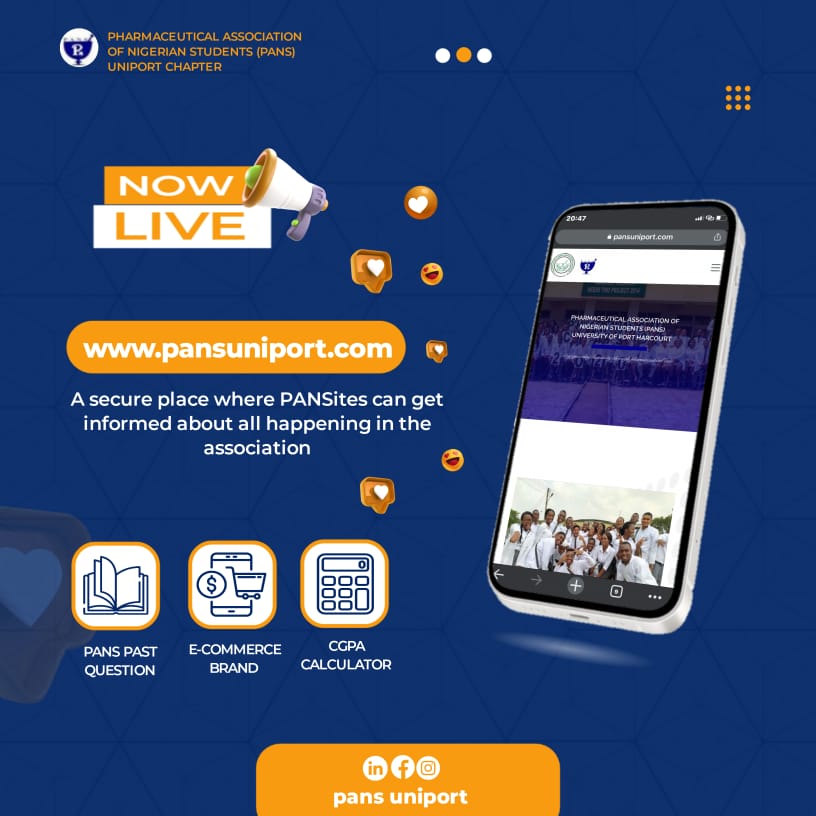 PHARMACEUTICAL ASSOCIATION
OF NIGERIAN STUDENTS (PANS)
UNIPORT CHAPTER
NOW
LIVE
www.pansuniport.com
A secure place where PANSites can get
informed about all happening in the
association
20:47
pansuniport.com
PHARMACEUTICAL ASSOCIATION OF
NIGERIAN STUDENTS (PANS)
UNIVERSITY OF PORT HARCOURT
9
PANS PAST
QUESTION
E-COMMERCE
BRAND
CGPA
CALCULATOR
pans uniport